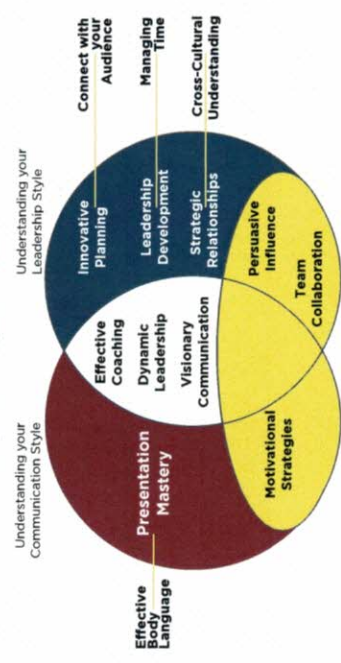 Understanding your
Communication Style
Understanding your
Leadership Style
Effective
Body
Language
Presentation
Mastery
Effective
Coaching
Dynamic
Leadership
Visionary
Communication
Innovative
Planning
Leadership
Development
Strategic
Relationships
Connect with
your
Audience
Managing
Time
Cross-Cultural
Understanding
Motivational
Strategies
Persuasive
Influence
Team
Collaboration